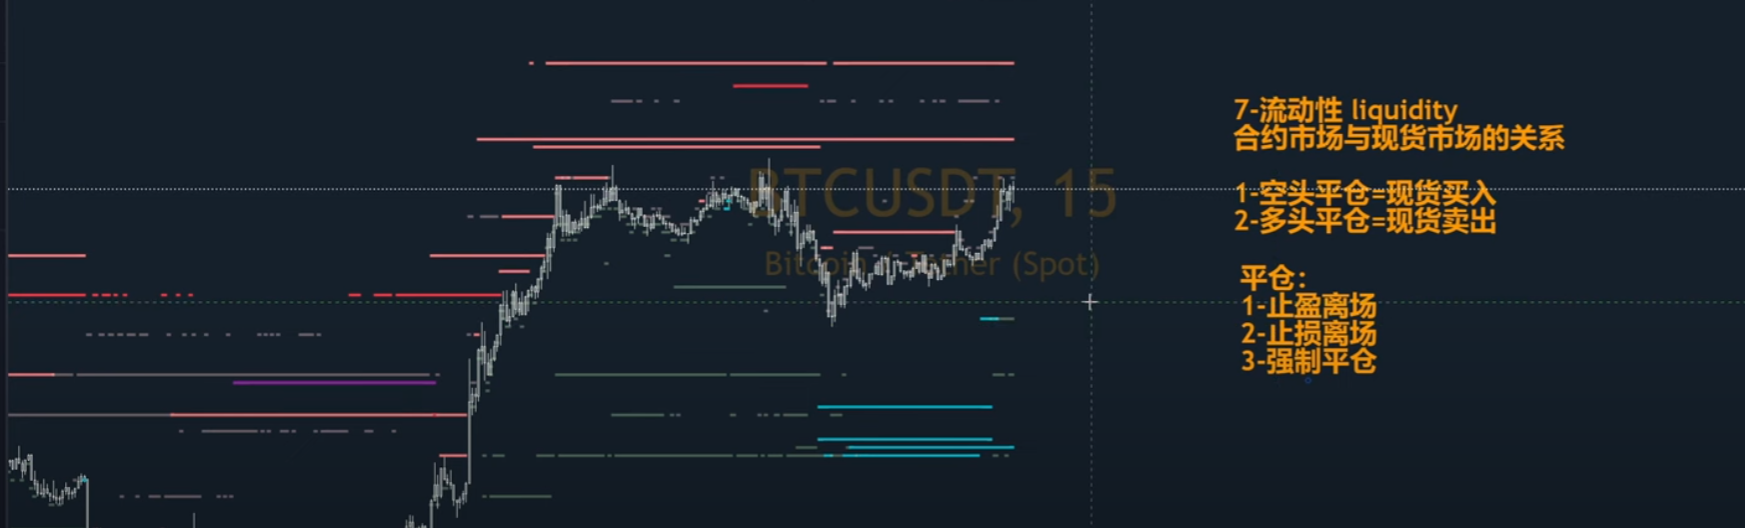 BTCUSDT, 15
Bitcoin / Tether (Spot)
7-流动性 liquidity
合约市场与现货市场的关系
1-空头平仓=现货买入
2-多头平仓=现货卖出
平仓：
1-止盈离场
2-止损离场
3-强制平仓